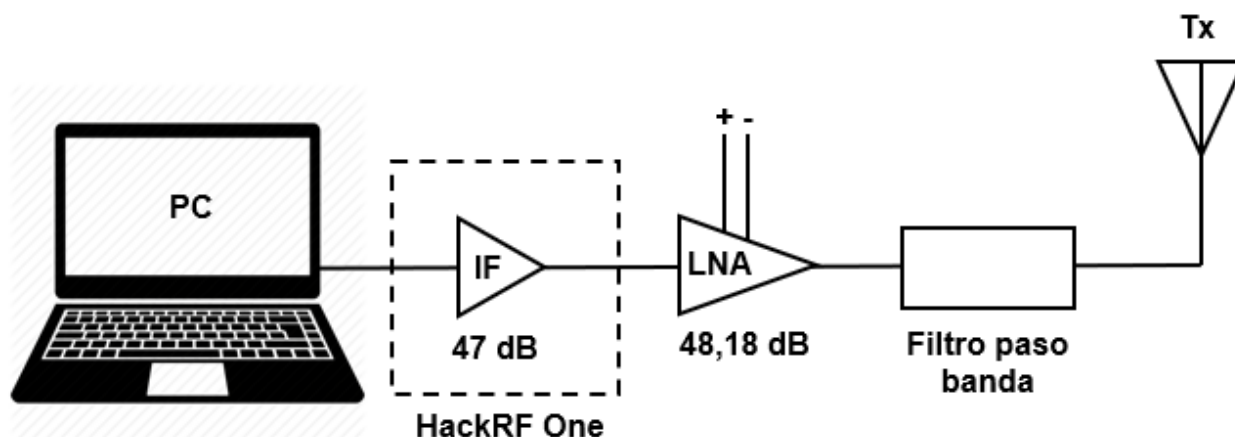 Tx
+ -
PC
IF
LNA
47 dB
48,18 dB
Filtro paso
banda
HackRF One